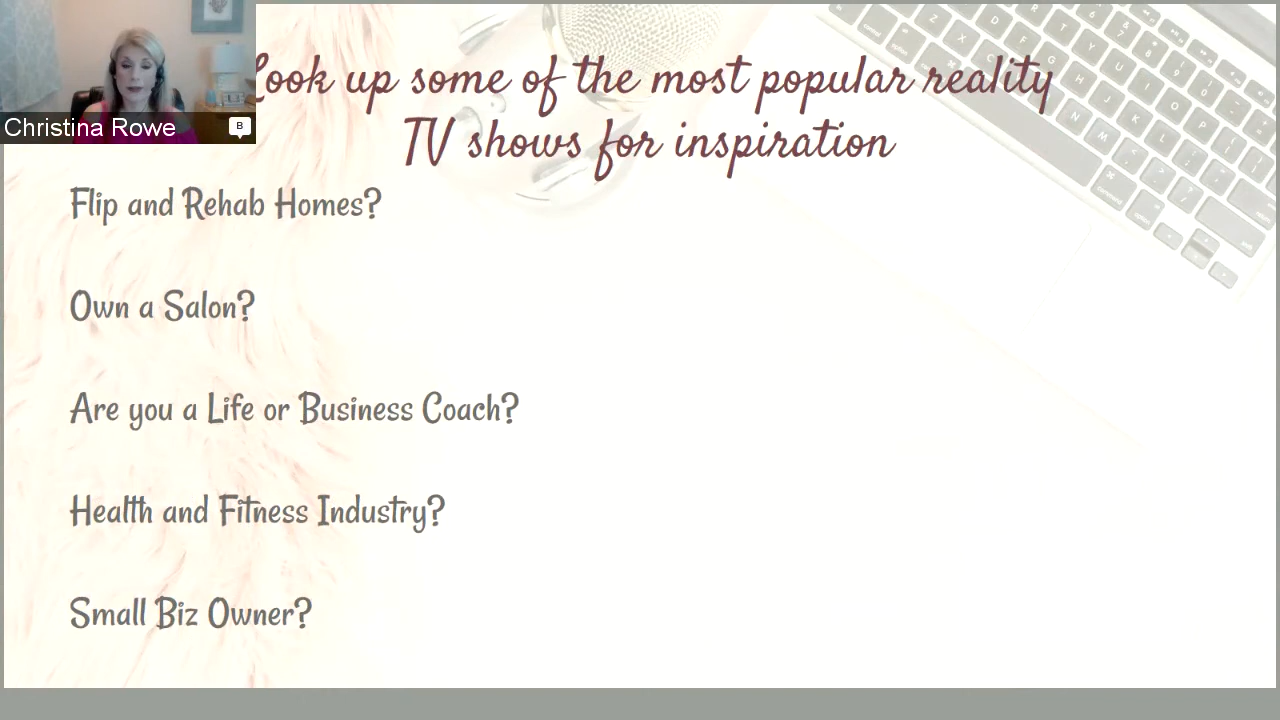 Look up some of the most popular reality
TV shows for inspiration
Christina Rowe
B
Flip and Rehab Homes?
Own a Salon?
Are you a Life or Business Coach?
Health and Fitness Industry?
Small Biz Owner?